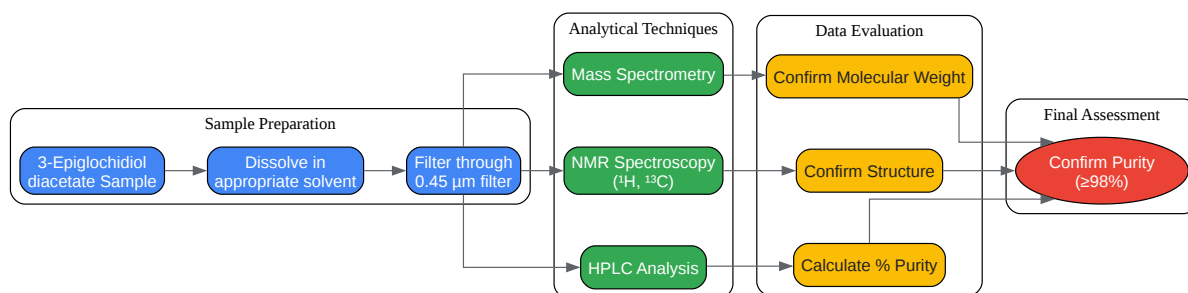 Sample Preparation
3-Epiglochidiol
diacetate Sample
Dissolve in
appropriate solvent
Filter through
0.45 µm filter
Analytical Techniques
Mass Spectrometry
NMR Spectroscopy
(¹H, ¹³C)
HPLC Analysis
Data Evaluation
Confirm Molecular Weight
Confirm Structure
Calculate % Purity
Final Assessment
Confirm Purity
(≥98%)